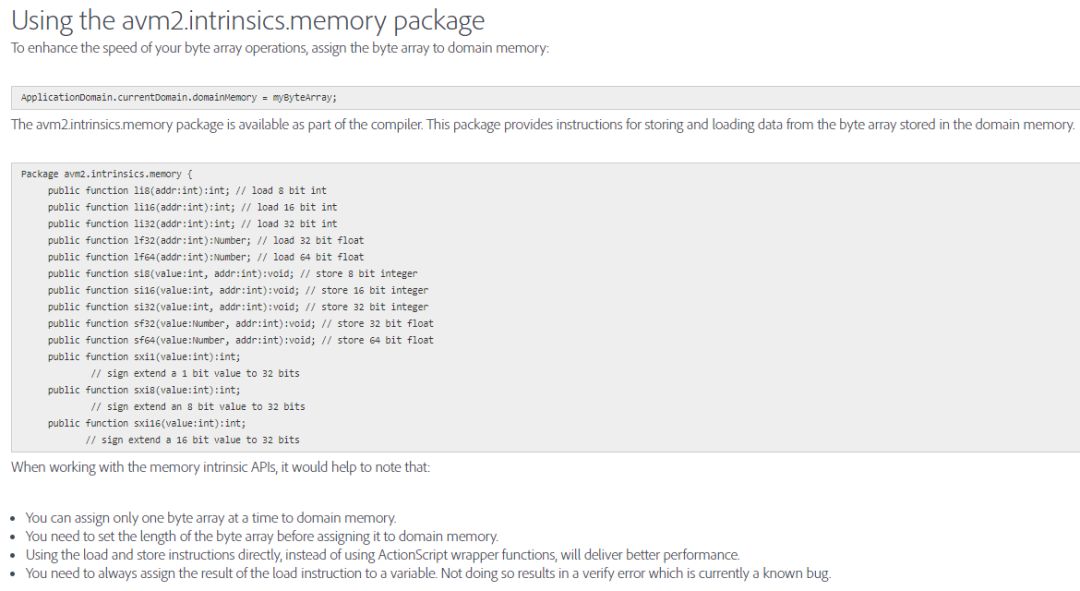 Using the avm2.intrinsics.memory package
To enhance the speed of your byte array operations, assign the byte array to domain memory:
ApplicationDomain.currentDomain.domainMemory = myByteArray;
The avm2.intrinsics.memory package is available as part of the compiler. This package provides instructions for storing and loading data from the byte array stored in the domain memory.
Package avm2.intrinsics.memory {
public function li8(addr:int):int; // load 8 bit int
public function li16(addr:int):int; // load 16 bit int
public function li32(addr:int):int; // load 32 bit int
public function lf32(addr:int):Number; // load 32 bit float
public function lf64(addr:int):Number; // load 64 bit float
public function si8(value:int, addr:int):void; // store 8 bit integer
public function si16(value:int, addr:int):void; // store 16 bit integer
public function si32(value:int, addr:int):void; // store 32 bit integer
public function sf32(value:Number, addr:int):void; // store 32 bit float
public function sf64(value:Number, addr:int):void; // store 64 bit float
public function sxi1(value:int):int;
// sign extend a 1 bit value to 32 bits
public function sxi8(value:int):int;
// sign extend an 8 bit value to 32 bits
public function sxi16(value:int):int;
// sign extend a 16 bit value to 32 bits
When working with the memory intrinsic APIs, it would help to note that:
• You can assign only one byte array at a time to domain memory.
• You need to set the length of the byte array before assigning it to domain memory.
• Using the load and store instructions directly, instead of using ActionScript wrapper functions, will deliver better performance.
• You need to always assign the result of the load instruction to a variable. Not doing so results in a verify error which is currently a known bug.